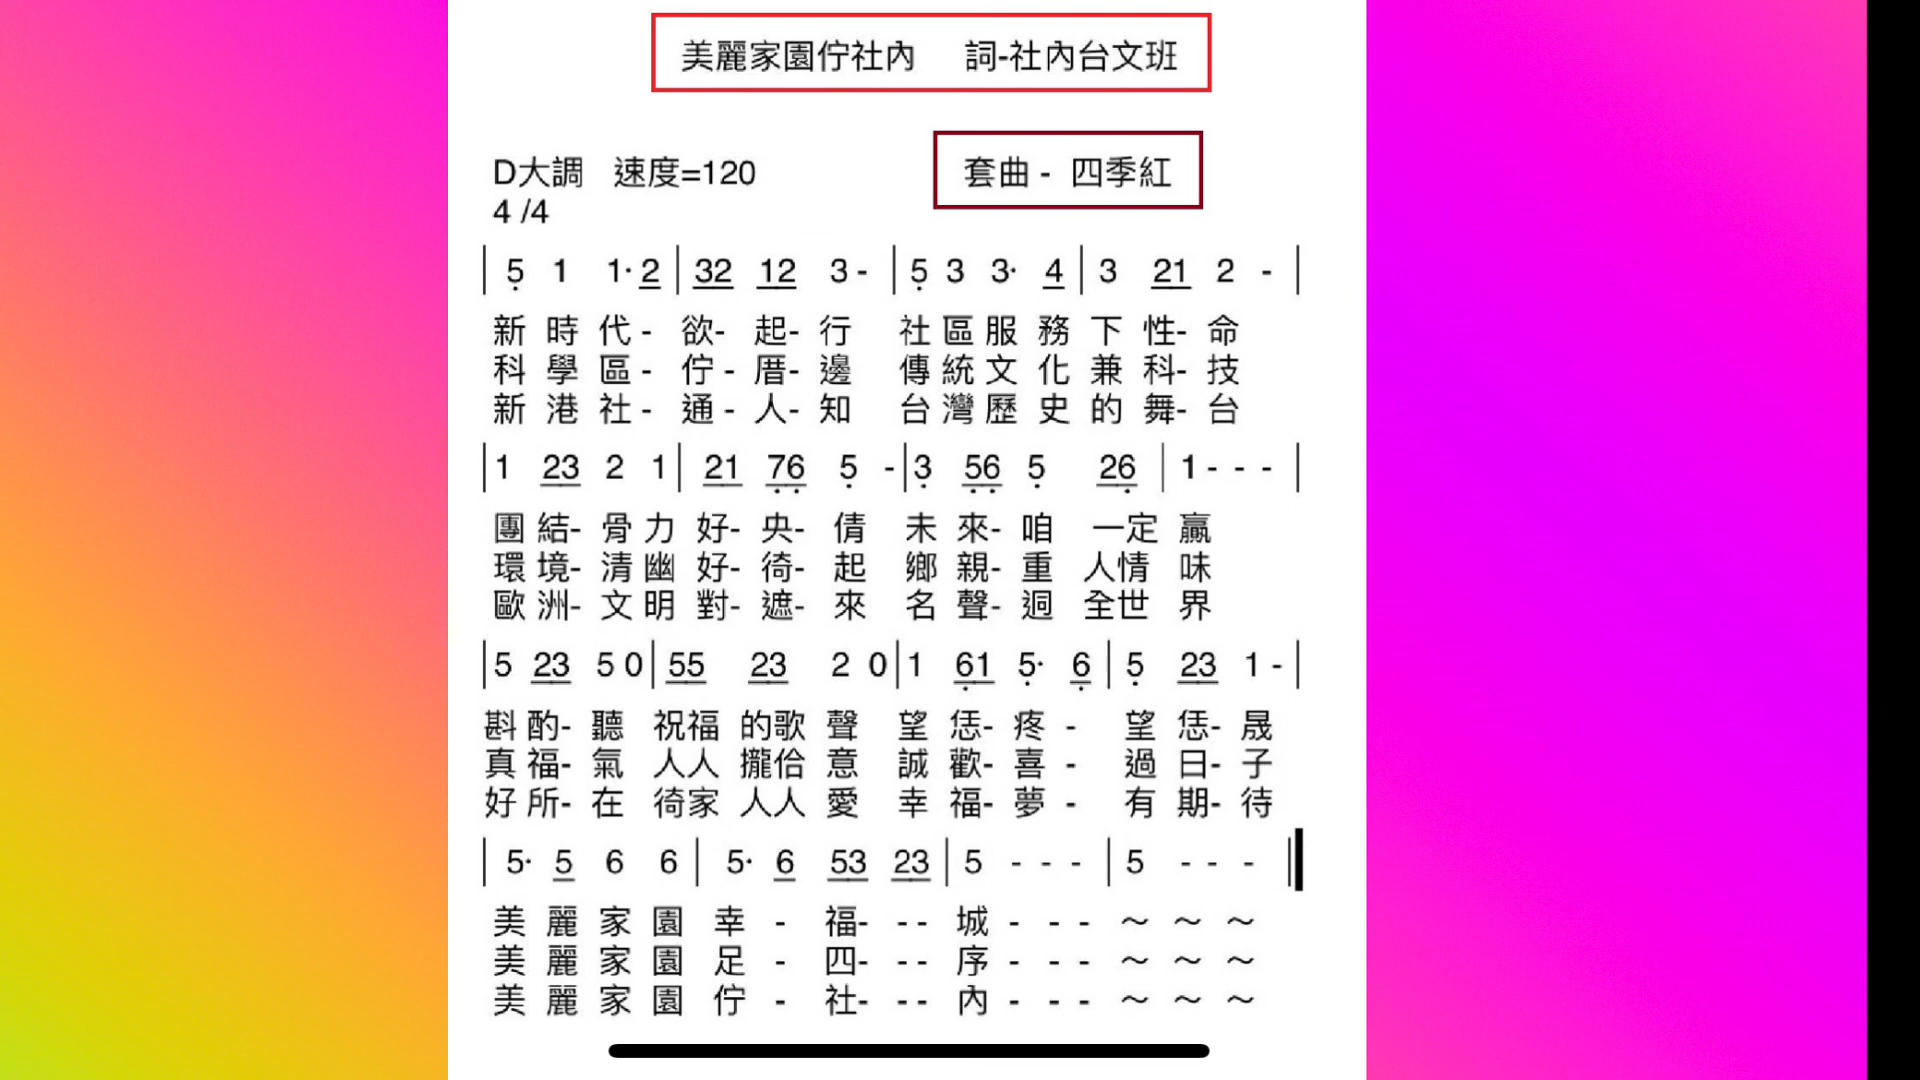 美麗家園佇社內 詞-社內台文班
D大調 速度=120 套曲 - 四季紅
4 /4
| 5̣ 1 1· 2 | 32 12 3 - | 5̣ 3 3· 4 | 3 21 2 - |
新 時 代 - 欲- 起- 行 社 區 服 務 下 性- 命
科 學 區 - 佇 - 厝- 邊 傳 統 文 化 兼 科- 技
新 港 社 - 通 - 人- 知 台 灣 歷 史 的 舞- 台
| 1 23 2 1 | 21 7̣6̣ 5̣ - | 3̣ 5̣6̣ 5̣ 26̣ | 1 - - - |
團 結- 骨 力 好- 央- 倩 未 來- 咱 一定 贏
環 境- 清 幽 好- 徛- 起 鄉 親- 重 人情 味
歐 洲- 文 明 對- 遮- 來 名 聲- 迵 全世 界
| 5 23 5 0 | 55 23 2 0 | 1 6̣1 5̣· 6̣ | 5̣ 23 1 - |
斟 酌- 聽 祝福 的歌 聲 望 恁- 疼 - 望 恁- 晟
真 福- 氣 人人 攏佮 意 誠 歡- 喜 - 過 日- 子
好 所- 在 徛家 人人 愛 幸 福- 夢 - 有 期- 待
| 5· 5 6 6 | 5· 6 53 23 | 5 - - - | 5 - - - ‖
美 麗 家 園 幸 - 福- - - 城 - - - ～ ～ ～
美 麗 家 園 足 - 四- - - 序 - - - ～ ～ ～
美 麗 家 園 佇 - 社- - - 內 - - - ～ ～ ～